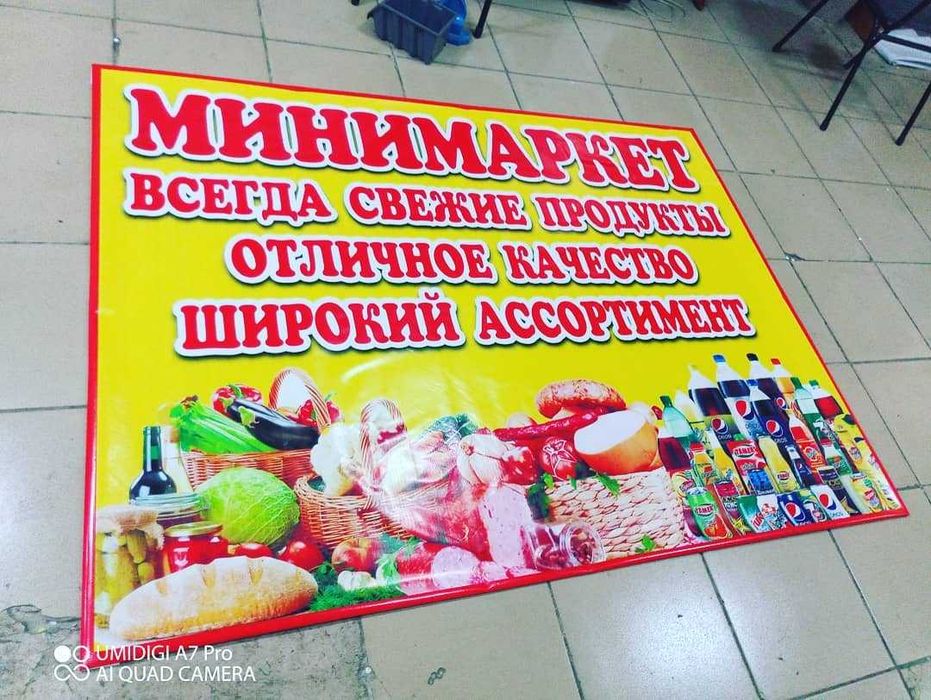 МИНИМАРКЕТ
ВСЕГДА СВЕЖИЕ ПРОДУКТЫ
ОТЛИЧНОЕ КАЧЕСТВО
ШИРОКИЙ АССОРТИМЕНТ
UMIDIGI A7 Pro
AI QUAD CAMERA